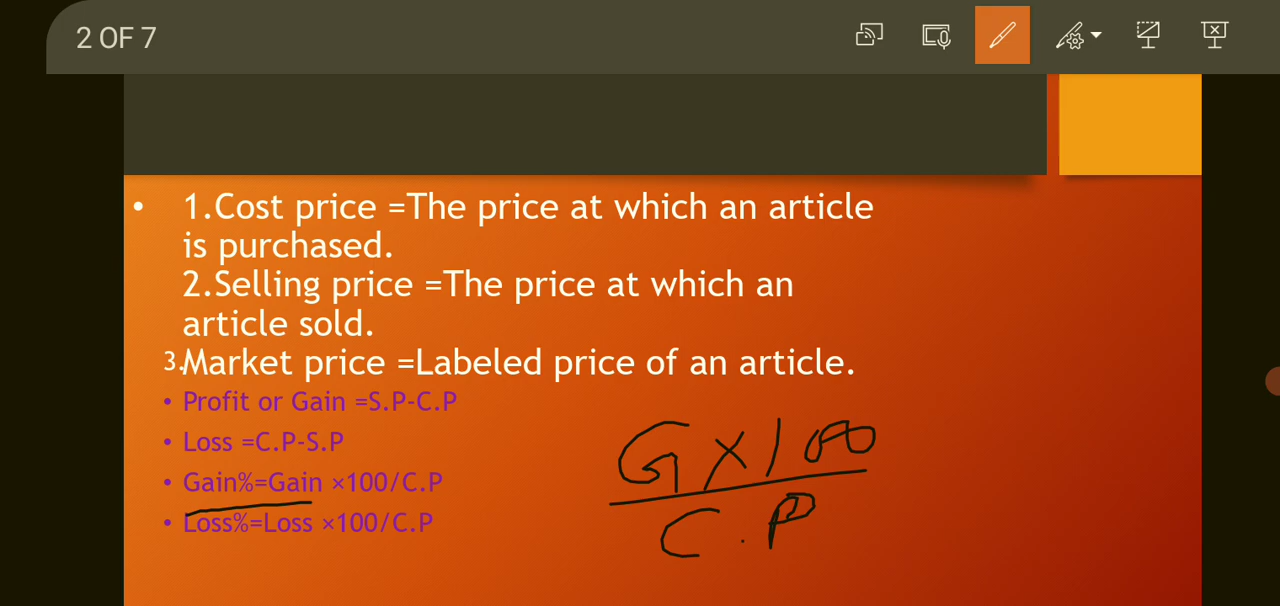 2 OF 7
• 1.Cost price =The price at which an article
is purchased.
2.Selling price =The price at which an
article sold.
3.Market price =Labeled price of an article.
• Profit or Gain =S.P-C.P
• Loss =C.P-S.P
• Gain%=Gain ×100/C.P
• Loss%=Loss ×100/C.P
G×100
C.P